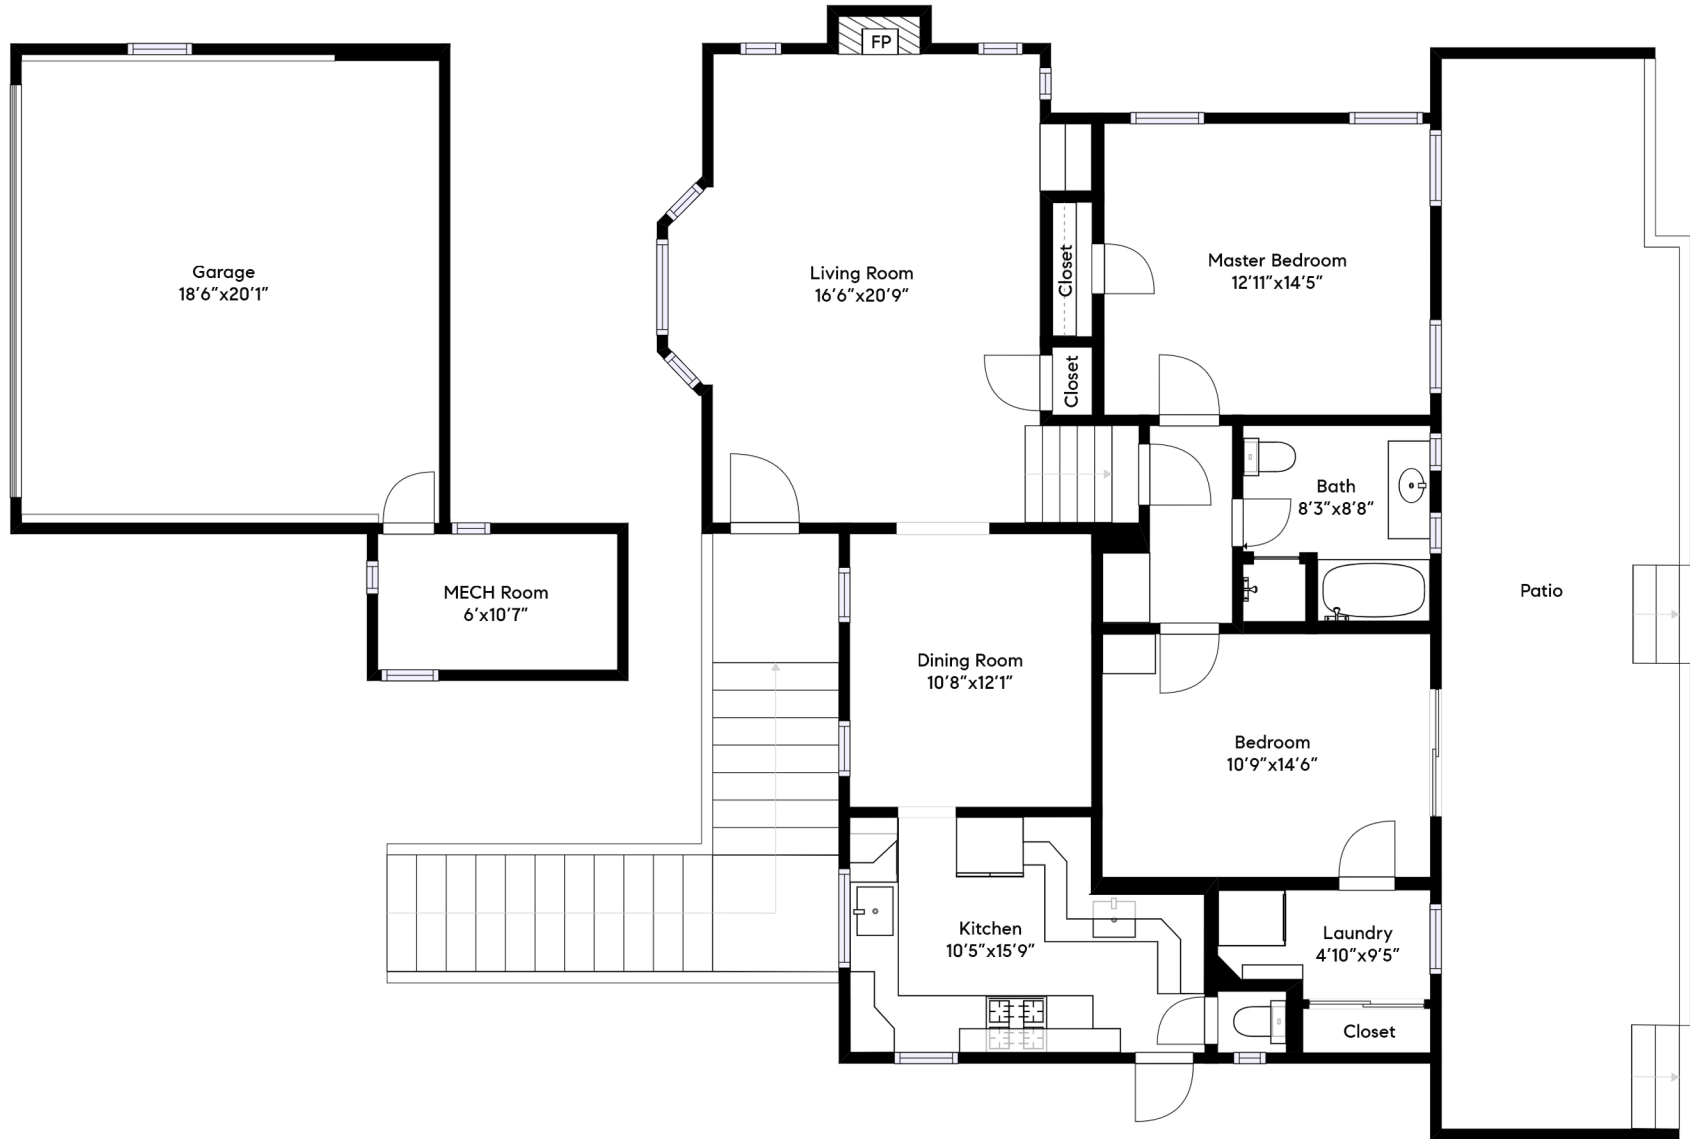 FP
Garage
18'6"x20'1"
Living Room
16'6"x20'9"
Closet
Closet
Master Bedroom
12'11"x14'5"
Bath
8'3"x8'8"
MECH Room
6'x10'7"
Patio
Dining Room
10'8"x12'1"
Bedroom
10'9"x14'6"
Kitchen
10'5"x15'9"
Laundry
4'10"x9'5"
Closet